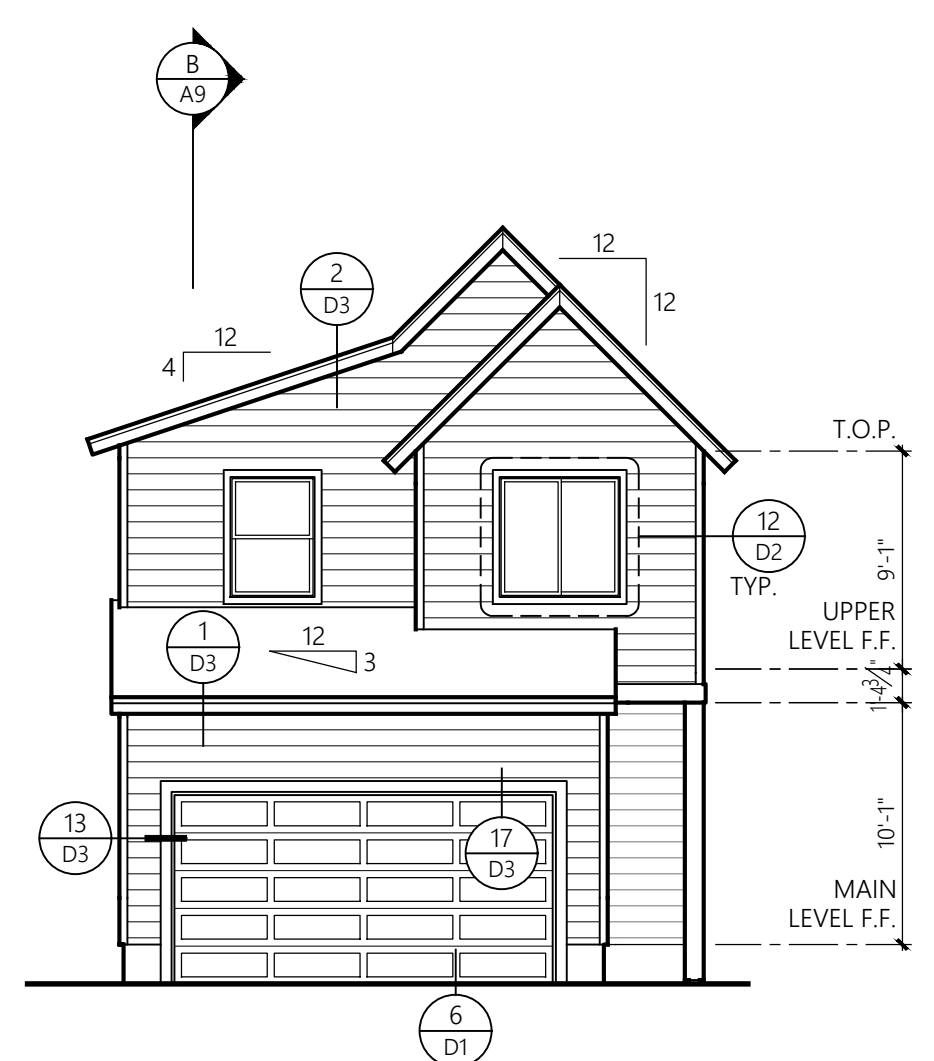 B
A9
12
12
2
D3
12
4
T.O.P.
12
D2
TYP.
9'-1"
UPPER
LEVEL F.F.
1
D3
12
3
1'-4¾"
13
D3
17
D3
10'-1"
MAIN
LEVEL F.F.
6
D1